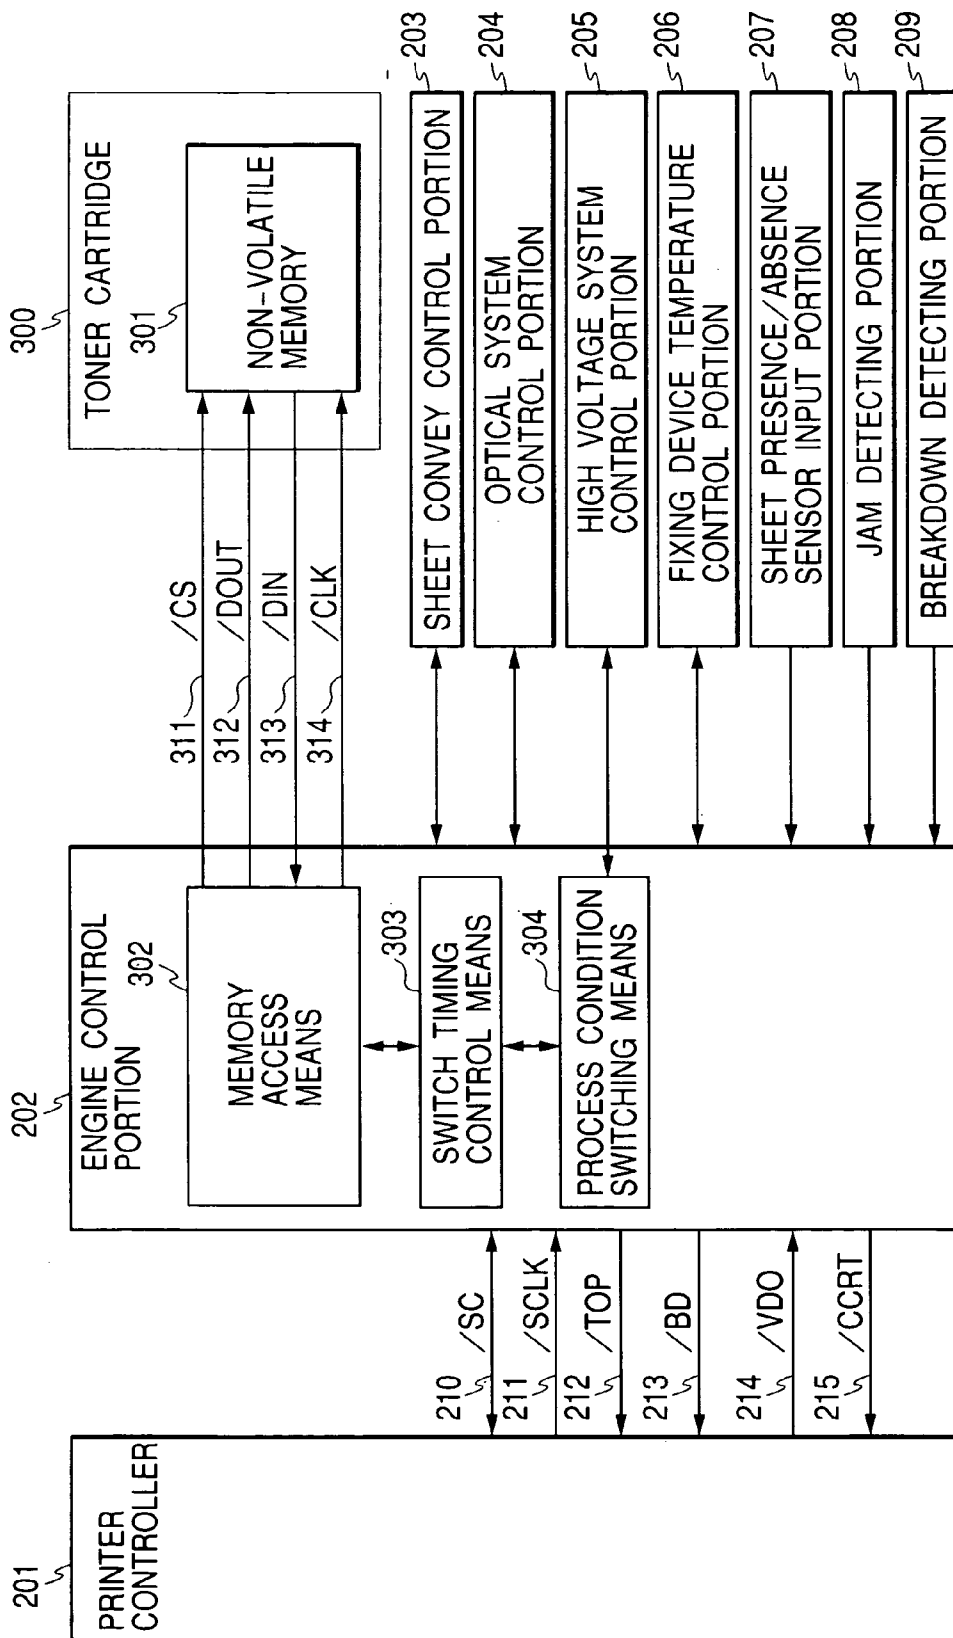 201
PRINTER
CONTROLLER
210 /SC
211 /SCLK
212 /TOP
213 /BD
214 /VDO
215 /CCRT
202
ENGINE CONTROL
PORTION
302
MEMORY
ACCESS
MEANS
303
SWITCH TIMING
CONTROL MEANS
304
PROCESS CONDITION
SWITCHING MEANS
311 /CS
312 /DOUT
313 /DIN
314 /CLK
300
TONER CARTRIDGE
301
NON-VOLATILE
MEMORY
SHEET CONVEY CONTROL PORTION 203
OPTICAL SYSTEM
CONTROL PORTION
204
HIGH VOLTAGE SYSTEM
CONTROL PORTION
205
FIXING DEVICE TEMPERATURE
CONTROL PORTION
206
SHEET PRESENCE/ABSENCE
SENSOR INPUT PORTION
207
JAM DETECTING PORTION 208
BREAKDOWN DETECTING PORTION 209